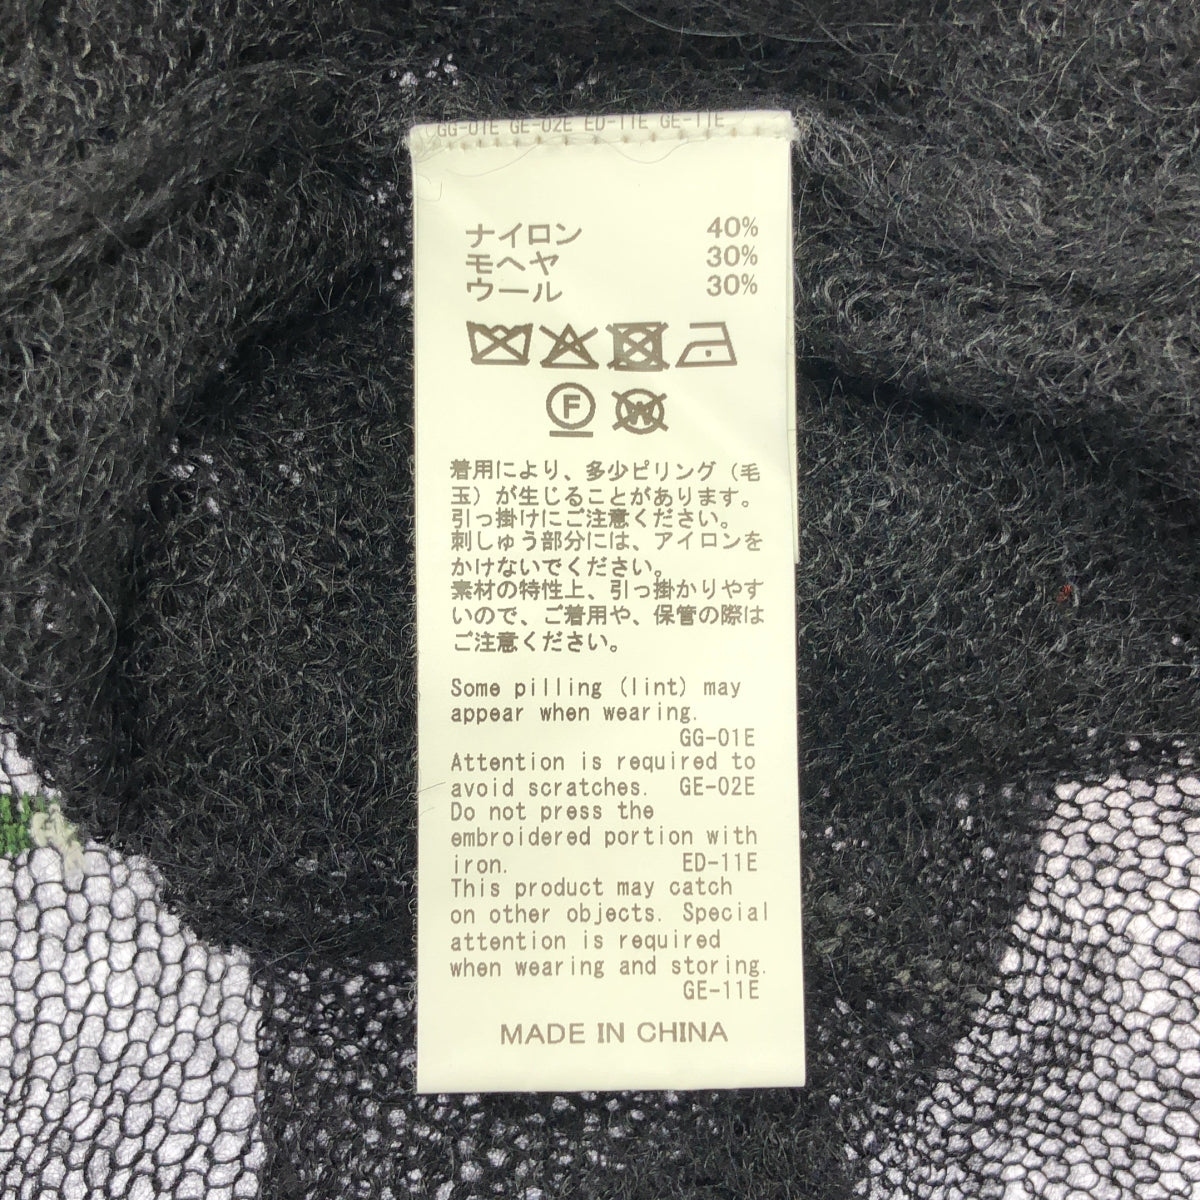 GG-01E GE-02E ED-11E GE-11E
ナイロン 40%
モヘヤ 30%
ウール 30%
F W
着用により、多少ピリング（毛
玉）が生じることがあります。
引っ掛けにご注意ください。
刺しゅう部分には、アイロンを
かけないでください。
素材の特性上、引っ掛かりやす
いので、ご着用や、保管の際は
ご注意ください。
Some pilling (lint) may
appear when wearing.
GG-01E
Attention is required to
avoid scratches. GE-02E
Do not press the
embroidered portion with
iron. ED-11E
This product may catch
on other objects. Special
attention is required
when wearing and storing.
GE-11E
MADE IN CHINA